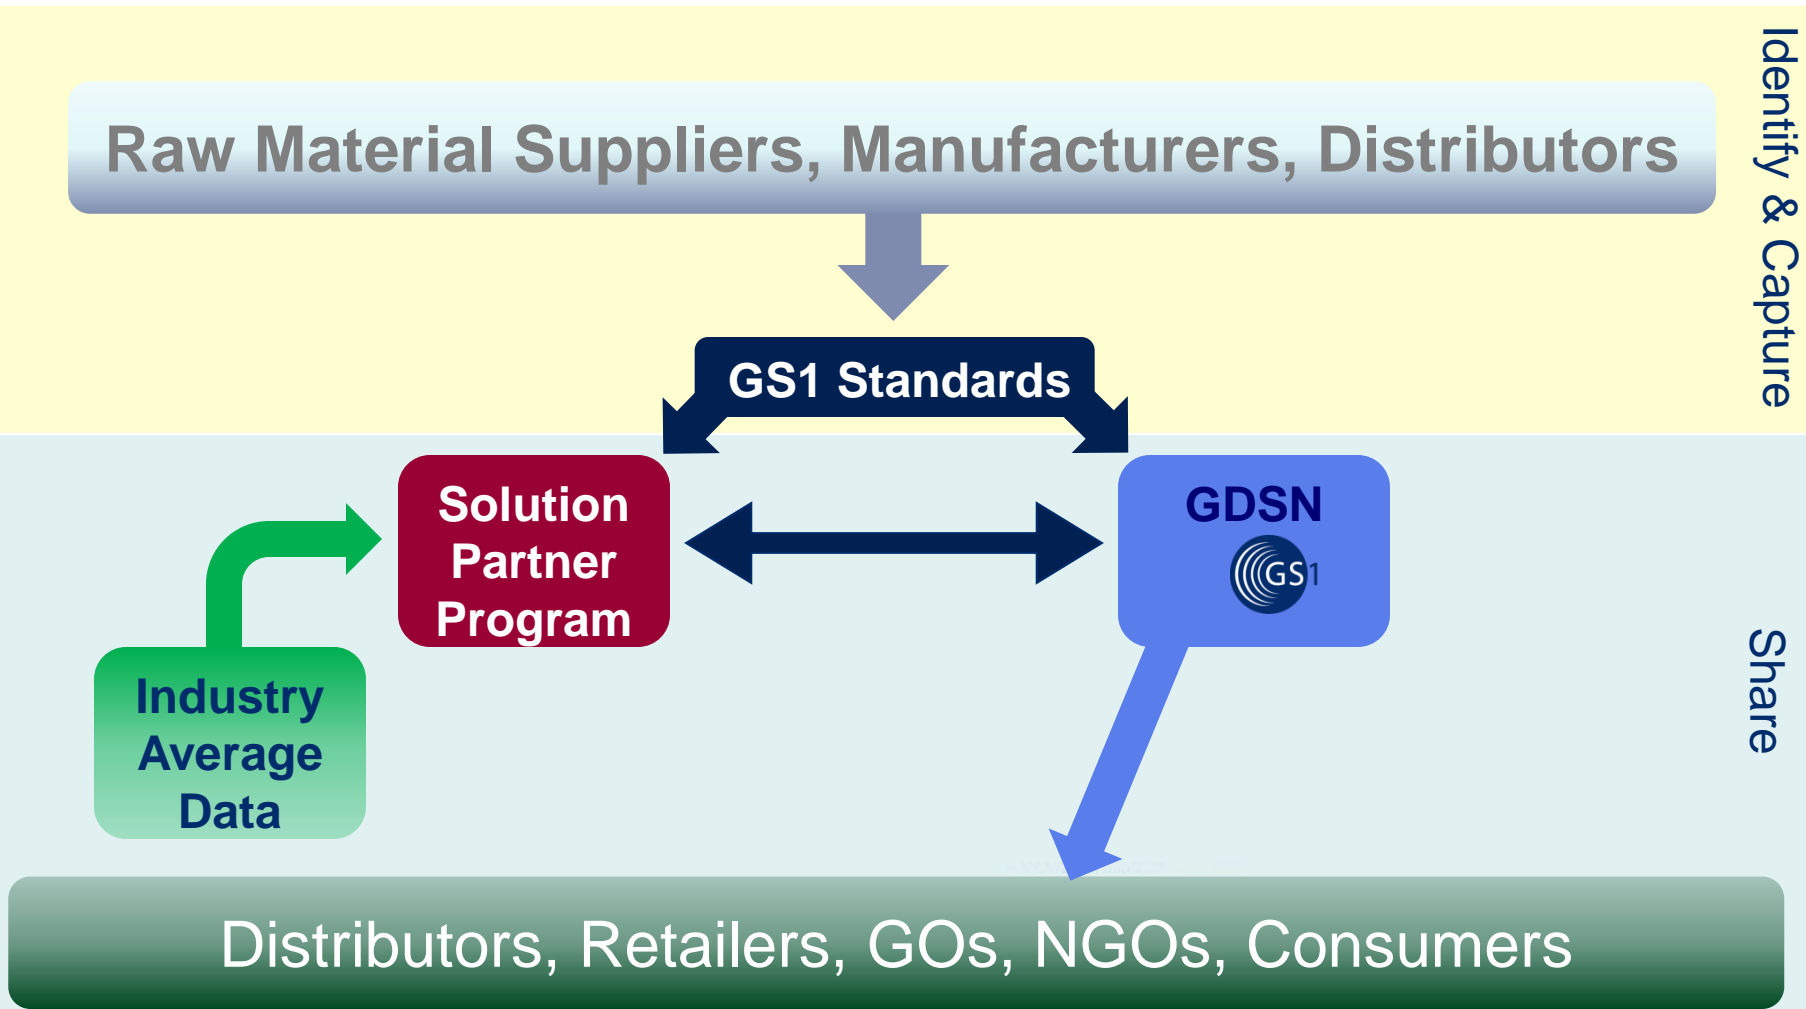 Identify & Capture
Raw Material Suppliers, Manufacturers, Distributors
GS1 Standards
Solution
Partner
Program
GDSN
GS1
Industry
Average
Data
Share
Distributors, Retailers, GOs, NGOs, Consumers